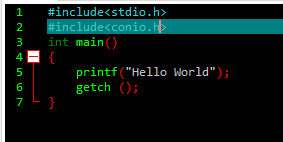 1 #include<stdio.h>
2 #include<conio.h>
3 int main()
4 {
5 printf("Hello World");
6 getch ();
7 }